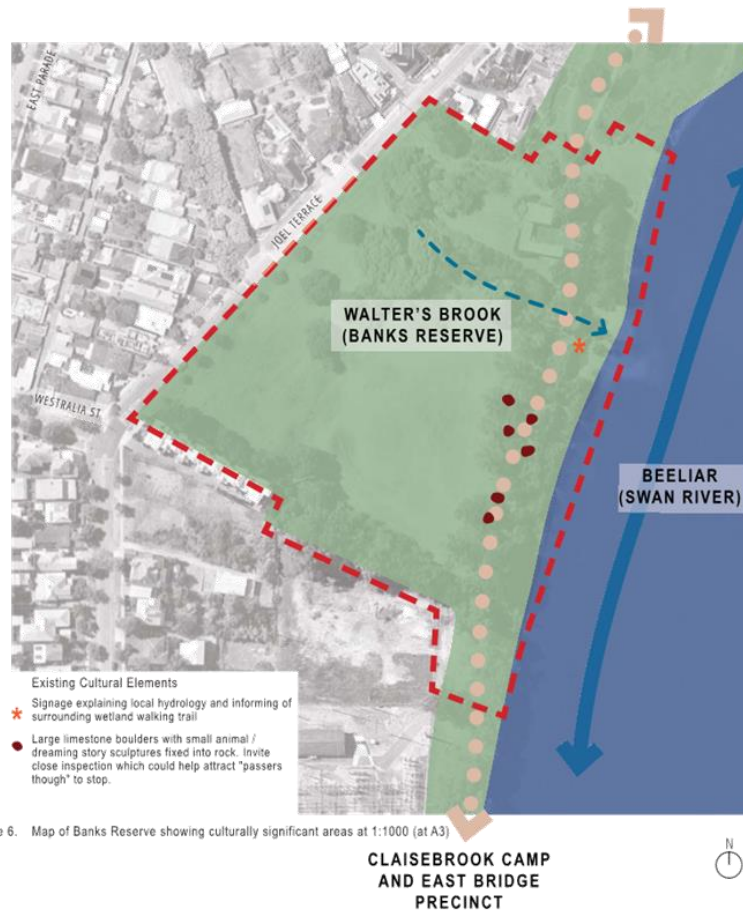 EAST PARADE
JOEL TERRACE
WALTER'S BROOK
(BANKS RESERVE)
WESTRALIA ST
BEELIAR
(SWAN RIVER)
Existing Cultural Elements
* Signage explaining local hydrology and informing of
surrounding wetland walking trail
Large limestone boulders with small animal /
dreaming story sculptures fixed into rock. Invite
close inspection which could help attract "passers
though" to stop.
e 6. Map of Banks Reserve showing culturally significant areas at 1:1000 (at A3)
CLAISEBROOK CAMP
AND EAST BRIDGE
PRECINCT
N